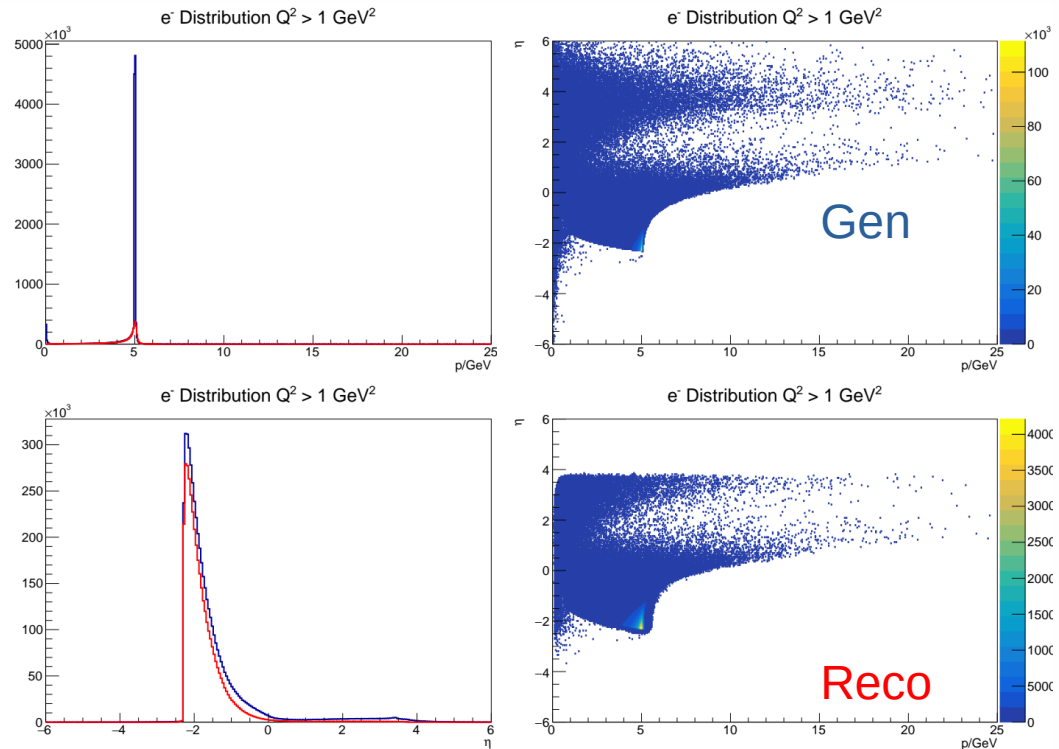 e⁻ Distribution Q² > 1 GeV²
×10³
5000
4000
3000
2000
1000
0
0 5 10 15 20 25
p/GeV
e⁻ Distribution Q² > 1 GeV²
η
6
4
2
0
−2
−4
−6
0 5 10 15 20 25
p/GeV
Gen
×10³
100
80
60
40
20
0
e⁻ Distribution Q² > 1 GeV²
×10³
300
250
200
150
100
50
0
−6 −4 −2 0 2 4 6
η
e⁻ Distribution Q² > 1 GeV²
η
6
4
2
0
−2
−4
−6
0 5 10 15 20 25
p/GeV
Reco
4000
3500
3000
2500
2000
1500
1000
500
0